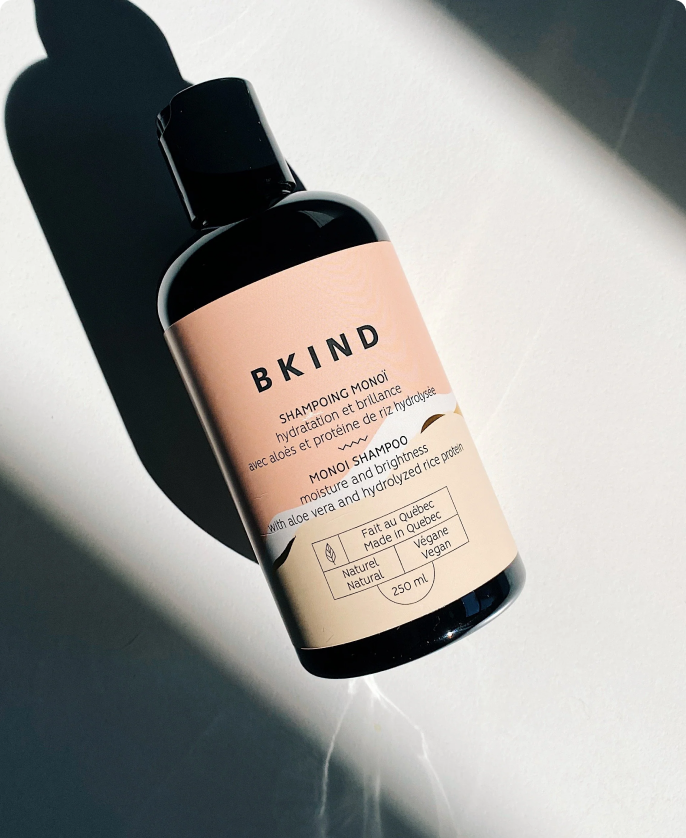 BKIND
SHAMPOING MONOÏ
hydratation et brillance
avec aloès et protéine de riz hydrolysée
MONOI SHAMPOO
moisture and brightness
with aloe vera and hydrolyzed rice protein
Fait au Québec
Made in Quebec
Naturel
Natural
Végane
Vegan
250 ml